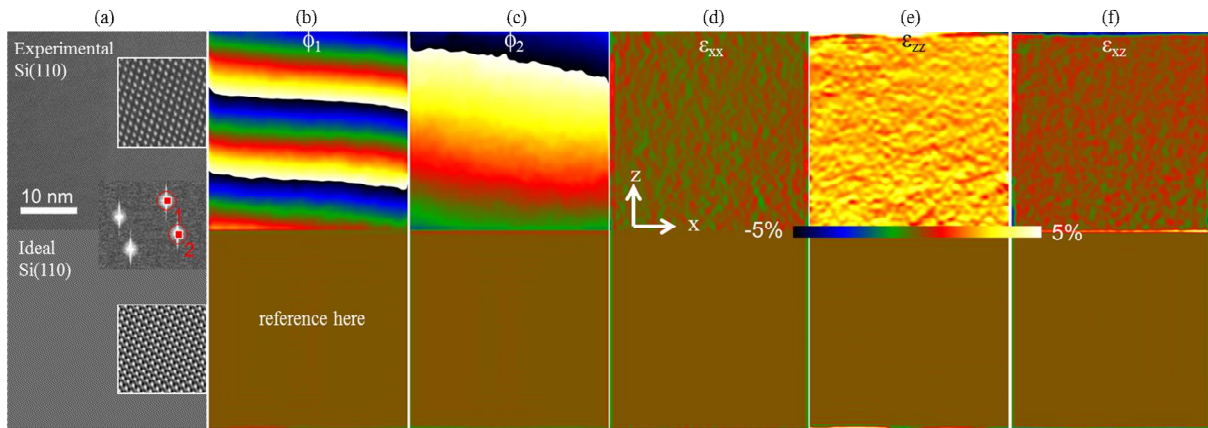 (a) (b) (c) (d) (e) (f)
Experimental
Si(110)
ϕ1 ϕ2 εxx εzz εxz
10 nm
1
2
z
x
-5% 5%
Ideal
Si(110)
reference here